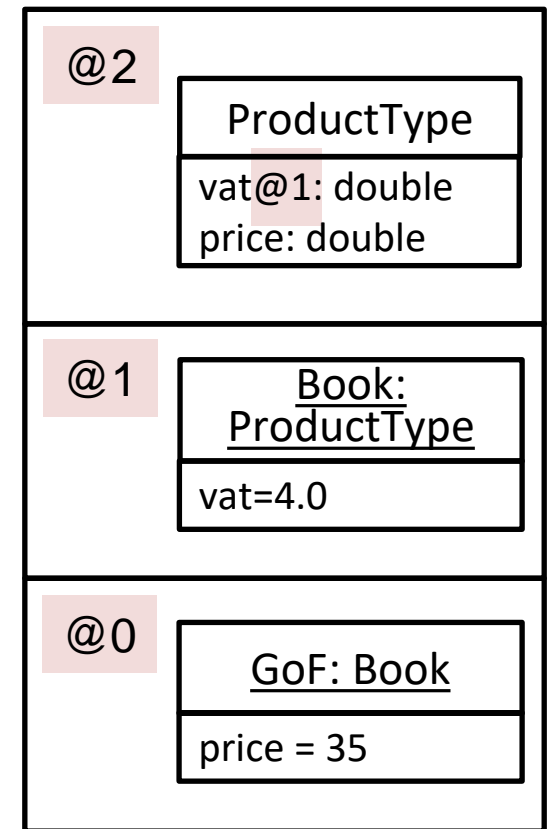 @2
ProductType
vat@1: double
price: double
@1
Book:
ProductType
vat=4.0
@0
GoF: Book
price = 35